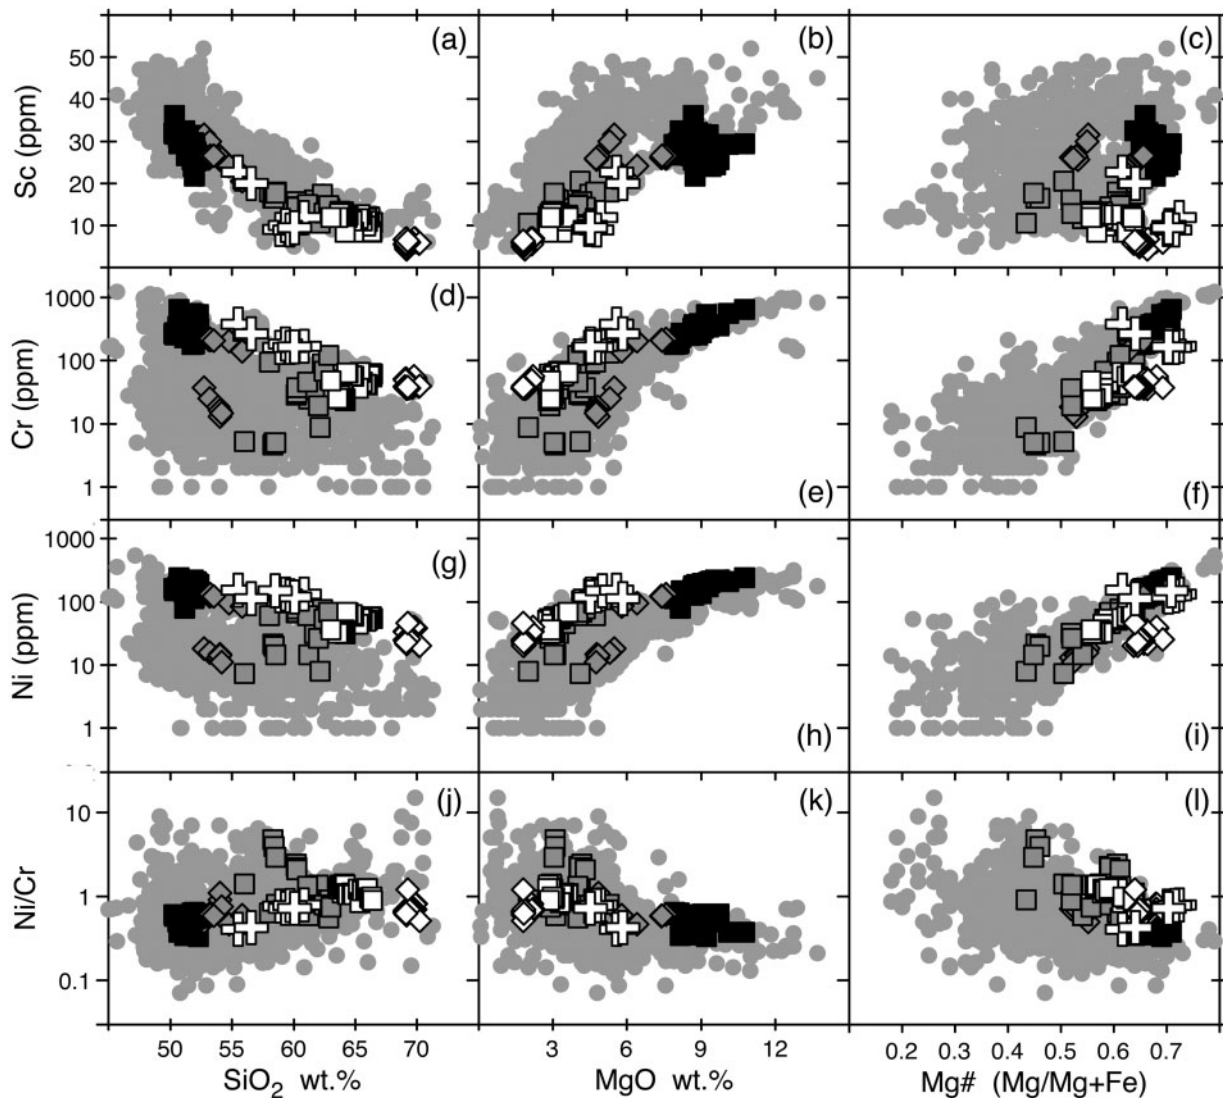 (a) (b) (c)
Sc (ppm)
50
40
30
20
10
(d) (e) (f)
Cr (ppm)
1000
100
10
1
(g) (h) (i)
Ni (ppm)
1000
100
10
1
(j) (k) (l)
Ni/Cr
10
1
0.1
50 55 60 65 70 3 6 9 12 0.2 0.3 0.4 0.5 0.6 0.7
SiO₂ wt.% MgO wt.% Mg# (Mg/Mg+Fe)